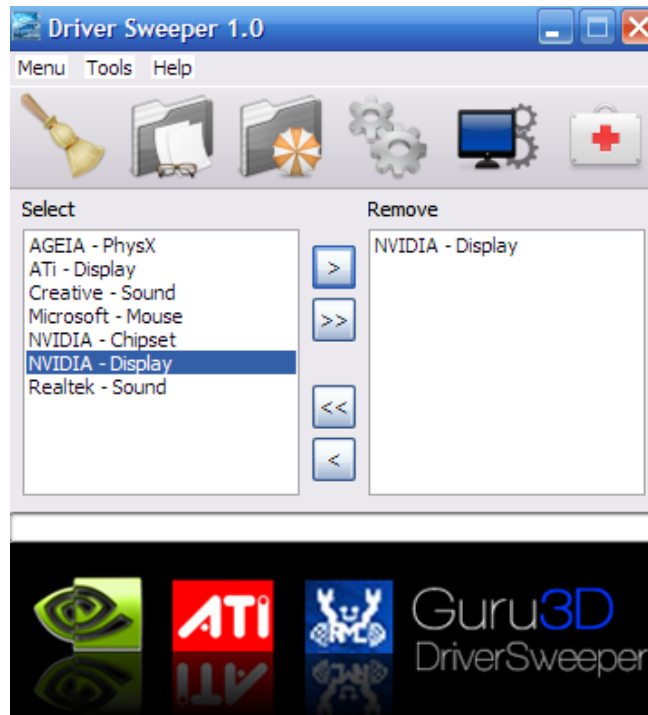 Driver Sweeper 1.0
Menu Tools Help
Select
Remove
AGEIA - PhysX
ATi - Display
Creative - Sound
Microsoft - Mouse
NVIDIA - Chipset
NVIDIA - Display
Realtek - Sound
>
>>
<<
<
NVIDIA - Display
ATi
RMC
Guru3D
DriverSweeper